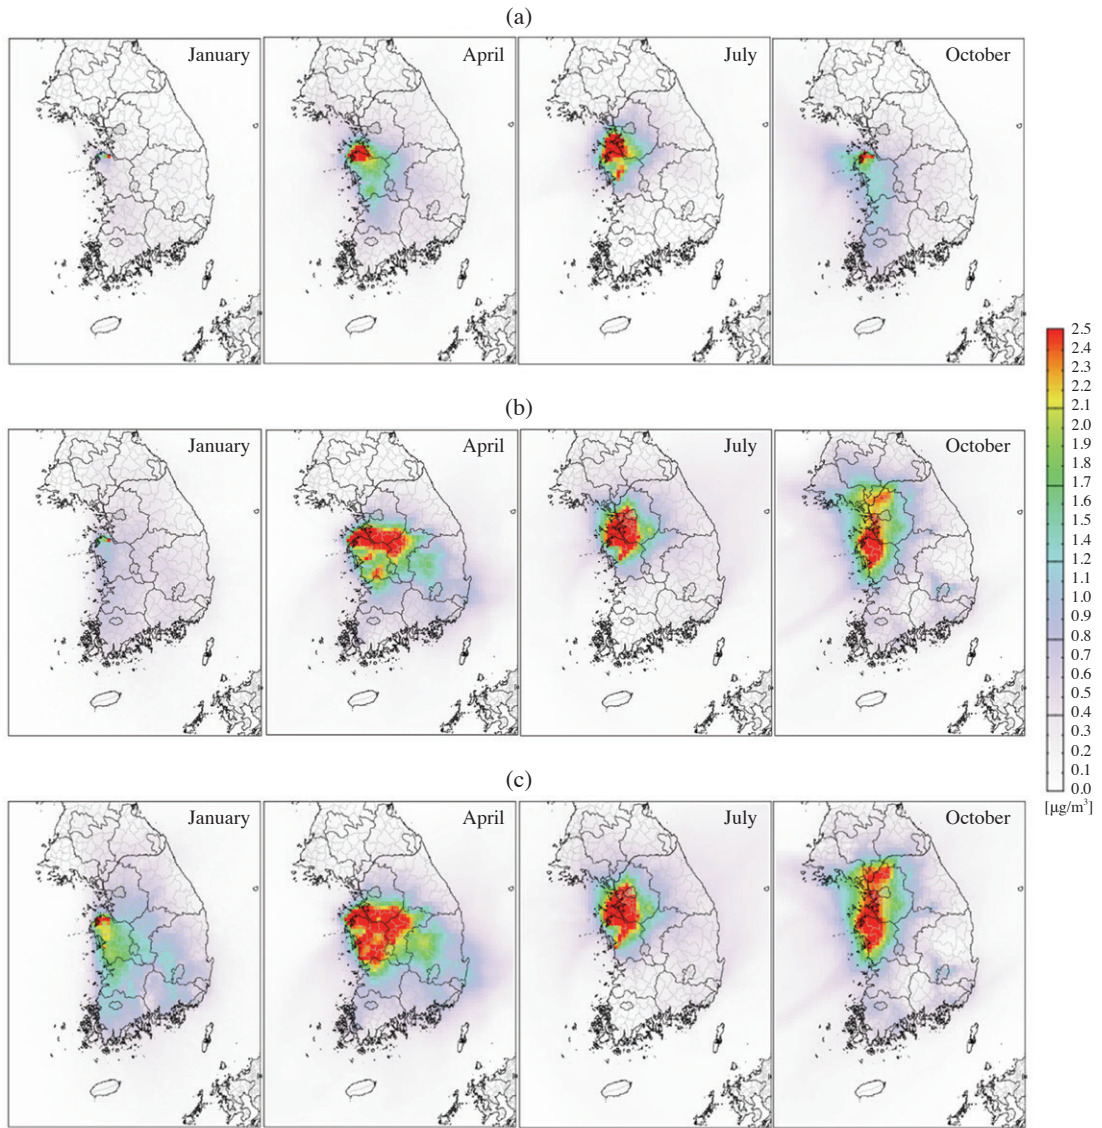 (a)
January
April
July
October
(b)
January
April
July
October
(c)
January
April
July
October
2.5
2.4
2.3
2.2
2.1
2.0
1.9
1.8
1.7
1.6
1.5
1.4
1.3
1.2
1.1
1.0
0.9
0.8
0.7
0.6
0.5
0.4
0.3
0.2
0.1
0.0
[μg/m³]